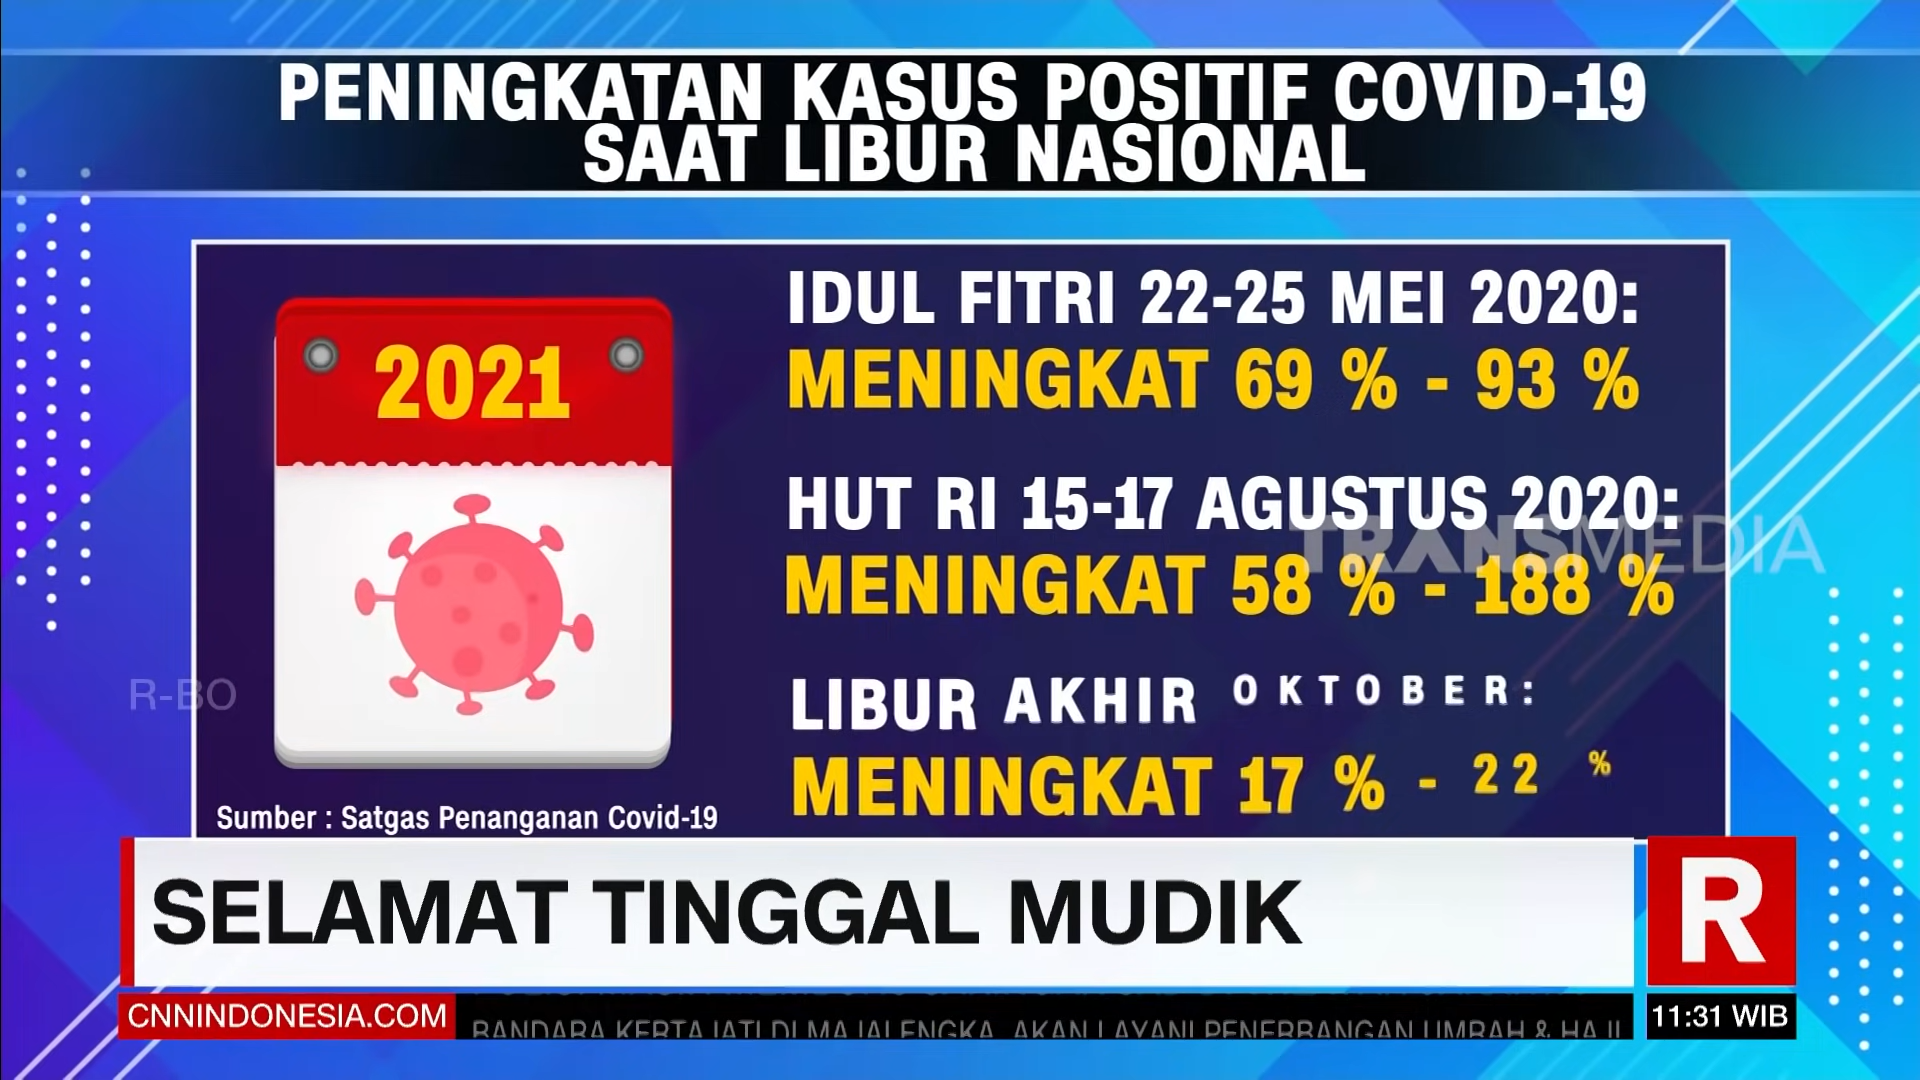 PENINGKATAN KASUS POSITIF COVID-19
SAAT LIBUR NASIONAL
2021
IDUL FITRI 22-25 MEI 2020:
MENINGKAT 69 % - 93 %
HUT RI 15-17 AGUSTUS 2020:
MENINGKAT 58 % - 188 %
TRANSMEDIA
LIBUR AKHIR OKTOBER:
MENINGKAT 17 % - 22 %
R-BO
Sumber : Satgas Penanganan Covid-19
SELAMAT TINGGAL MUDIK
R
CNNINDONESIA.COM
BANDARA KERTAJATI DI MAJALENGKA, AKAN LAYANI PENERBANGAN UMRAH & HAJI
11:31 WIB